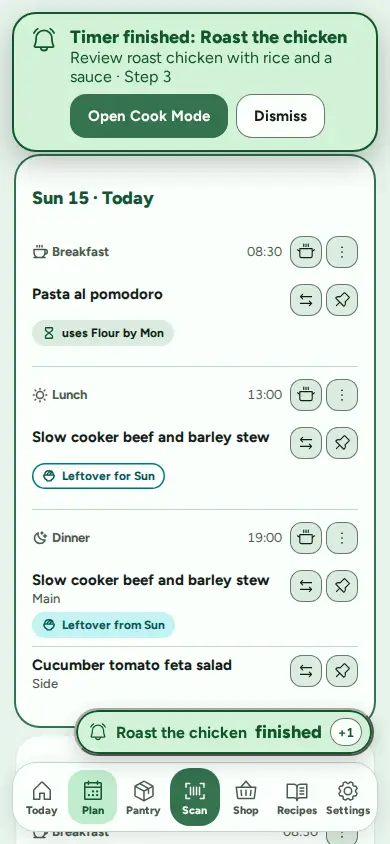 Timer finished: Roast the chicken
Review roast chicken with rice and a
sauce · Step 3
Open Cook Mode Dismiss
Sun 15 · Today
Breakfast 08:30
Pasta al pomodoro
uses Flour by Mon
Lunch 13:00
Slow cooker beef and barley stew
Leftover for Sun
Dinner 19:00
Slow cooker beef and barley stew
Main
Leftover from Sun
Cucumber tomato feta salad
Side
Roast the chicken finished +1
Today Plan Pantry Scan Shop Recipes Settings
Breakfast 08:30